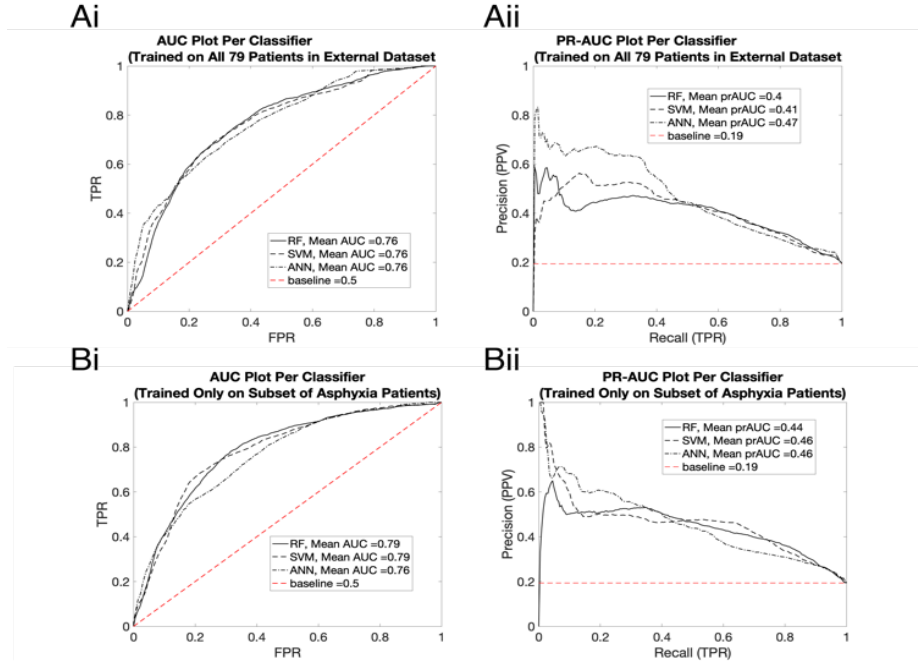 Ai
AUC Plot Per Classifier
(Trained on All 79 Patients in External Dataset
1
0.8
0.6
0.4
0.2
0
TPR
RF, Mean AUC =0.76
SVM, Mean AUC =0.76
ANN, Mean AUC =0.76
baseline =0.5
0 0.2 0.4 0.6 0.8 1
FPR
Aii
PR-AUC Plot Per Classifier
(Trained on All 79 Patients in External Dataset
1
0.8
0.6
0.4
0.2
0
Precision (PPV)
RF, Mean prAUC =0.4
SVM, Mean prAUC =0.41
ANN, Mean prAUC =0.47
baseline =0.19
0 0.2 0.4 0.6 0.8 1
Recall (TPR)
Bi
AUC Plot Per Classifier
(Trained Only on Subset of Asphyxia Patients)
1
0.8
0.6
0.4
0.2
0
TPR
RF, Mean AUC =0.79
SVM, Mean AUC =0.79
ANN, Mean AUC =0.76
baseline =0.5
0 0.2 0.4 0.6 0.8 1
FPR
Bii
PR-AUC Plot Per Classifier
(Trained Only on Subset of Asphyxia Patients)
1
0.8
0.6
0.4
0.2
0
Precision (PPV)
RF, Mean prAUC =0.44
SVM, Mean prAUC =0.46
ANN, Mean prAUC =0.46
baseline =0.19
0 0.2 0.4 0.6 0.8 1
Recall (TPR)